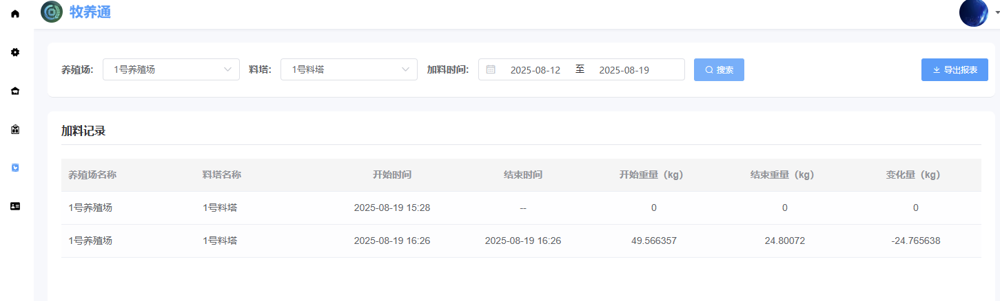 牧养通
养殖场: 1号养殖场 料塔: 1号料塔 加料时间: 2025-08-12 至 2025-08-19 搜索 导出报表
加料记录
养殖场名称 料塔名称 开始时间 结束时间 开始重量（kg） 结束重量（kg） 变化量（kg）
1号养殖场 1号料塔 2025-08-19 15:28 -- 0 0 0
1号养殖场 1号料塔 2025-08-19 16:26 2025-08-19 16:26 49.566357 24.80072 -24.765638